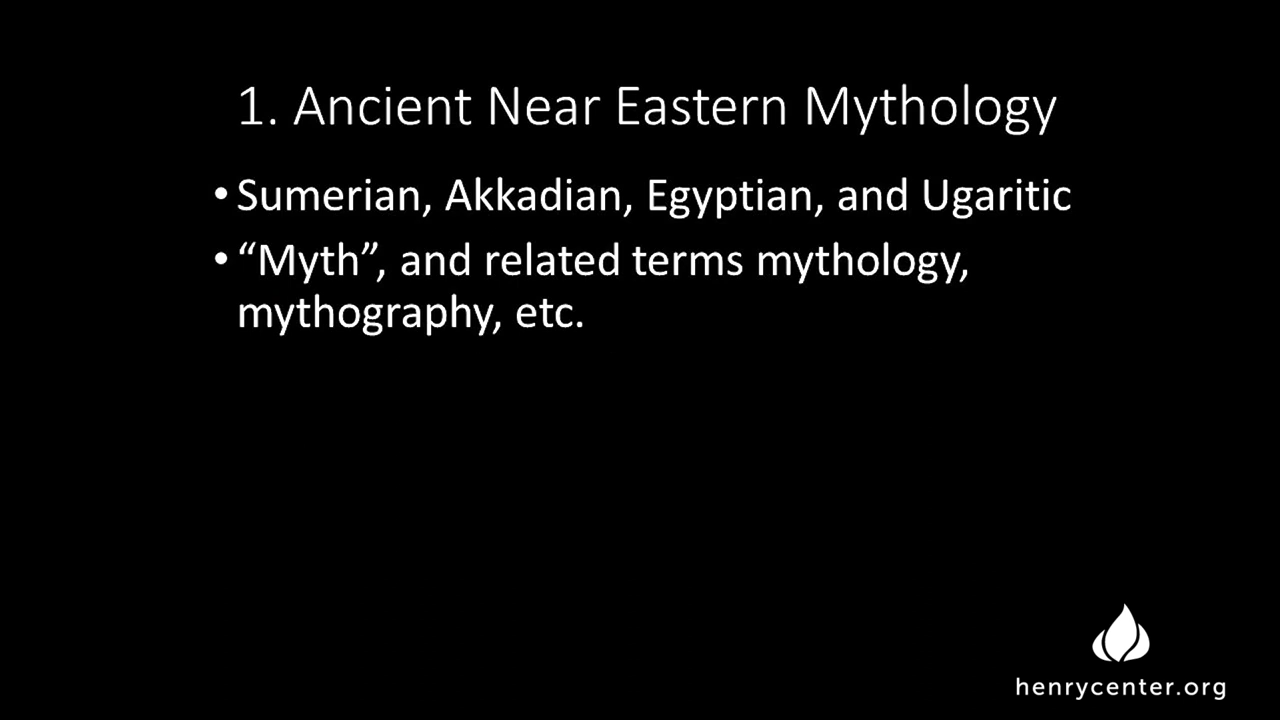 1. Ancient Near Eastern Mythology
• Sumerian, Akkadian, Egyptian, and Ugaritic
• “Myth”, and related terms mythology,
mythography, etc.
henrycenter.org